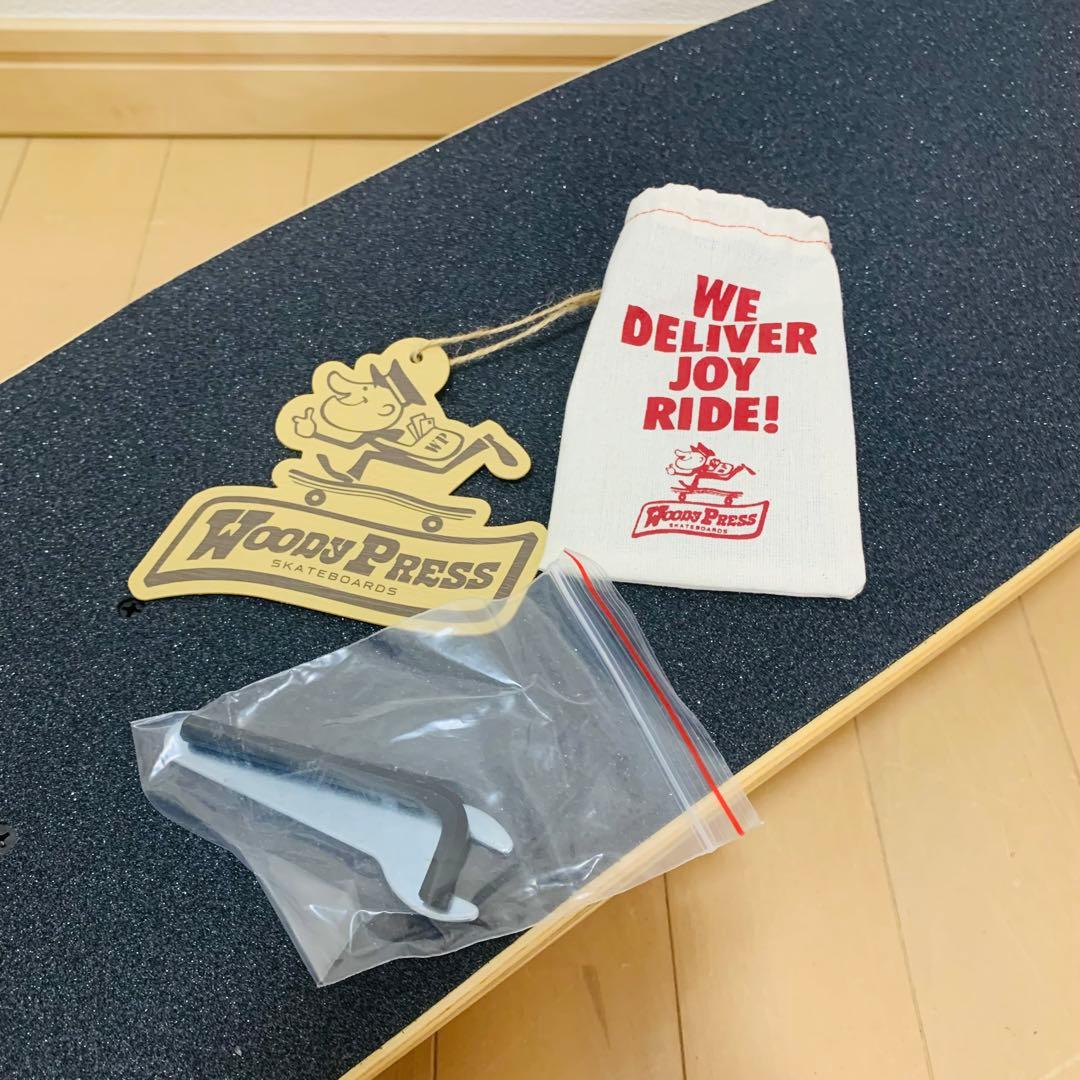 WE
DELIVER
JOY
RIDE!
WOODY PRESS
SKATEBOARDS
WP
WOODY PRESS
SKATEBOARDS